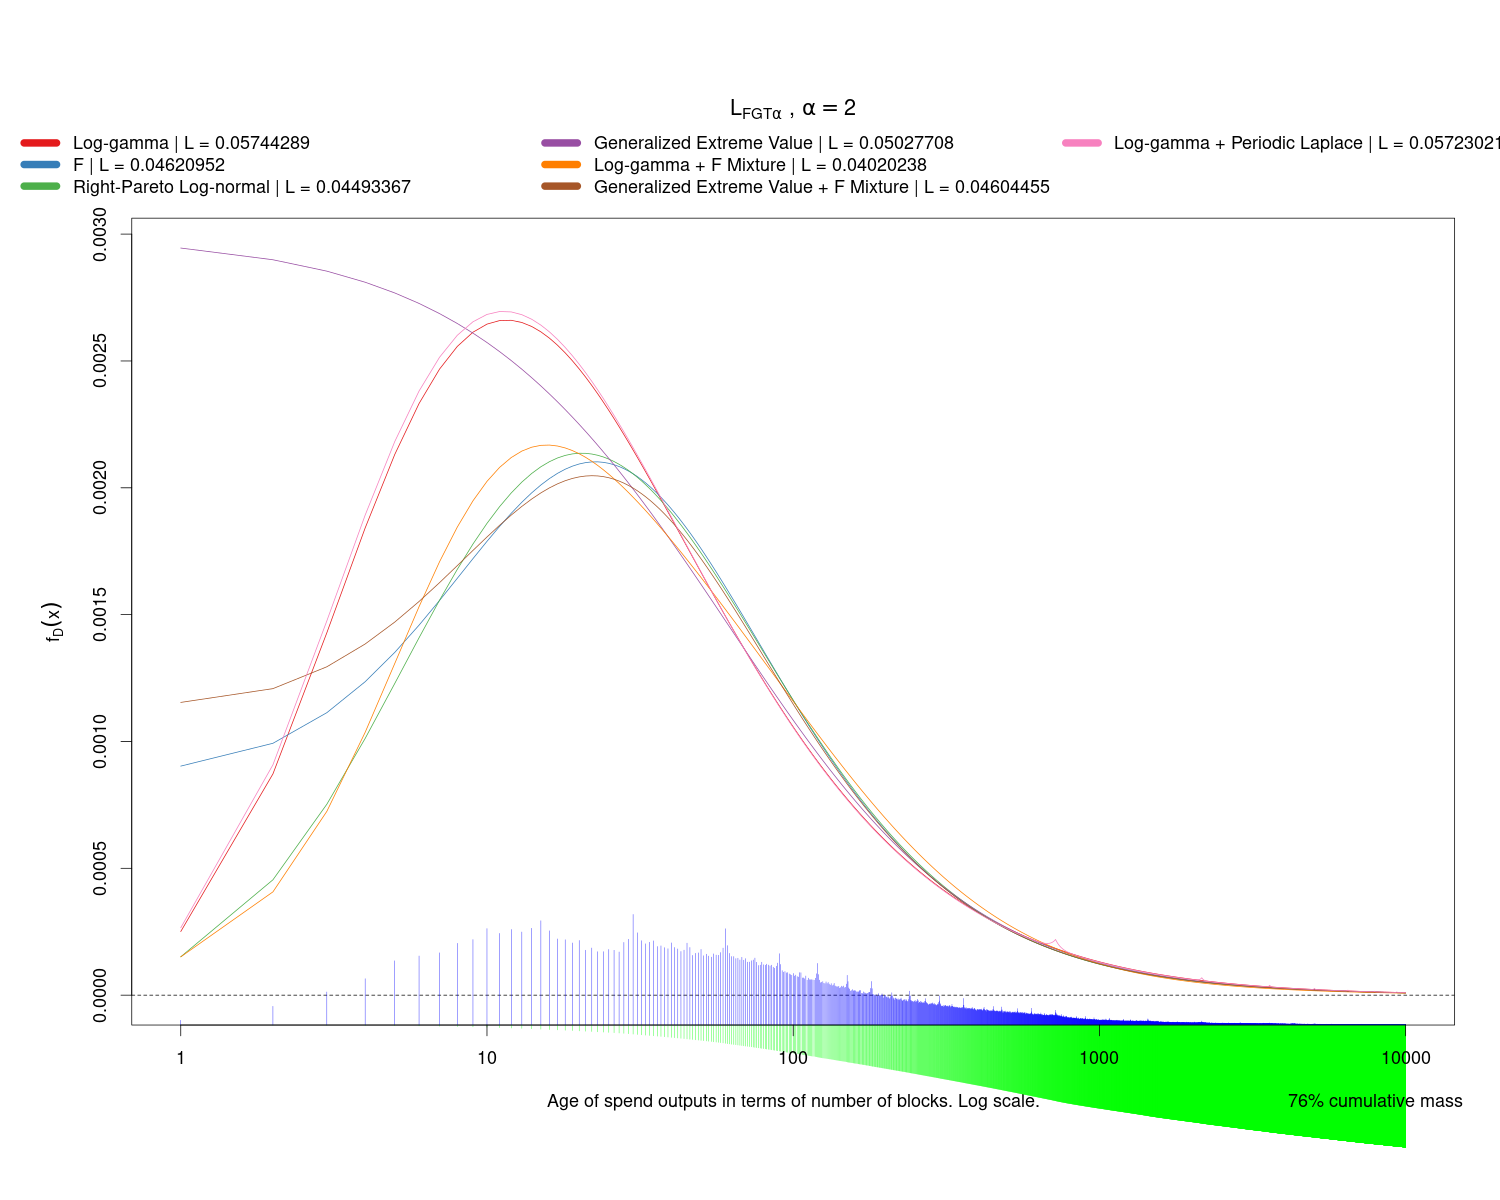 L_FGTα , α = 2
Log-gamma | L = 0.05744289
F | L = 0.04620952
Right-Pareto Log-normal | L = 0.04493367
Generalized Extreme Value | L = 0.05027708
Log-gamma + F Mixture | L = 0.04020238
Generalized Extreme Value + F Mixture | L = 0.04604455
Log-gamma + Periodic Laplace | L = 0.05723021
0.0030
0.0025
0.0020
0.0015
0.0010
0.0005
0.0000
f_D(x)
1 10 100 1000 10000
Age of spend outputs in terms of number of blocks. Log scale.
76% cumulative mass